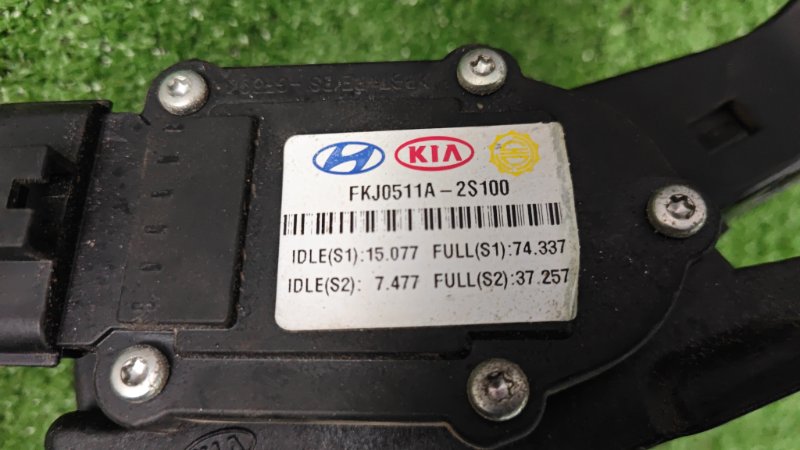 KIA
FKJ0511A-2S100
IDLE(S1):15.077 FULL(S1):74.337
IDLE(S2): 7.477 FULL(S2):37.257
KIA